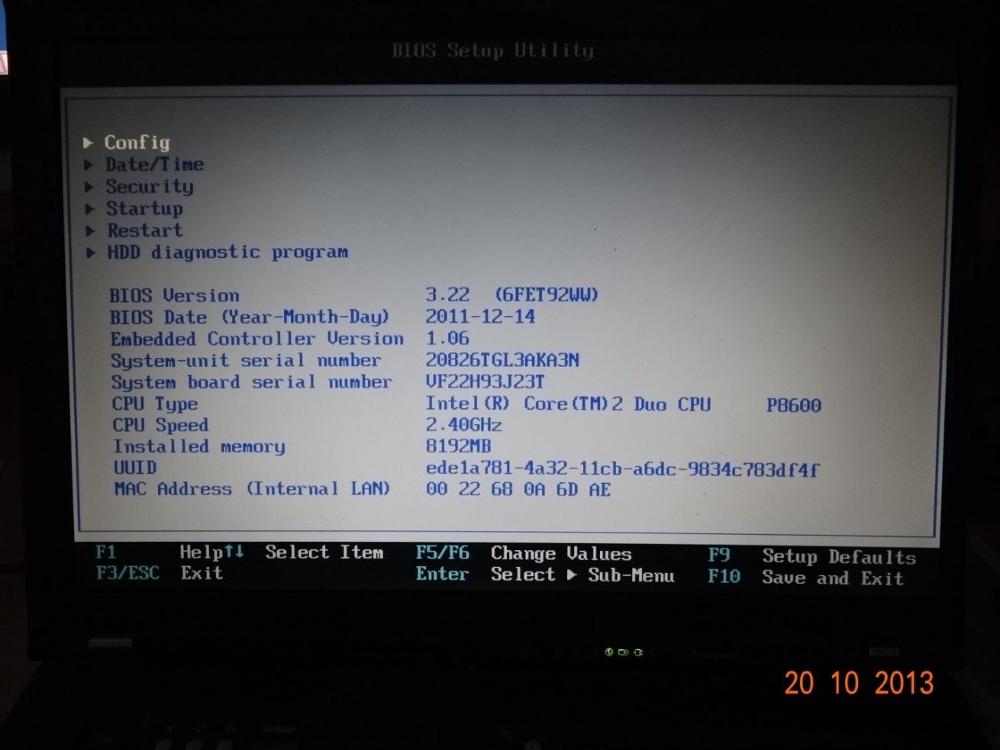 BIOS Setup Utility
Config
Date/Time
Security
Startup
Restart
HDD diagnostic program
BIOS Version 3.22 (6FET92WW)
BIOS Date (Year-Month-Day) 2011-12-14
Embedded Controller Version 1.06
System-unit serial number 20826TGL3AKA3N
System board serial number VF22H93J23T
CPU Type Intel(R) Core(TM)2 Duo CPU P8600
CPU Speed 2.40GHz
Installed memory 8192MB
UUID ede1a781-4a32-11cb-a6dc-9834c783df4f
MAC Address (Internal LAN) 00 22 68 0A 6D AE
F1 Help ↑↓ Select Item F5/F6 Change Values F9 Setup Defaults
F3/ESC Exit Enter Select ▶ Sub-Menu F10 Save and Exit
20 10 2013
Esc